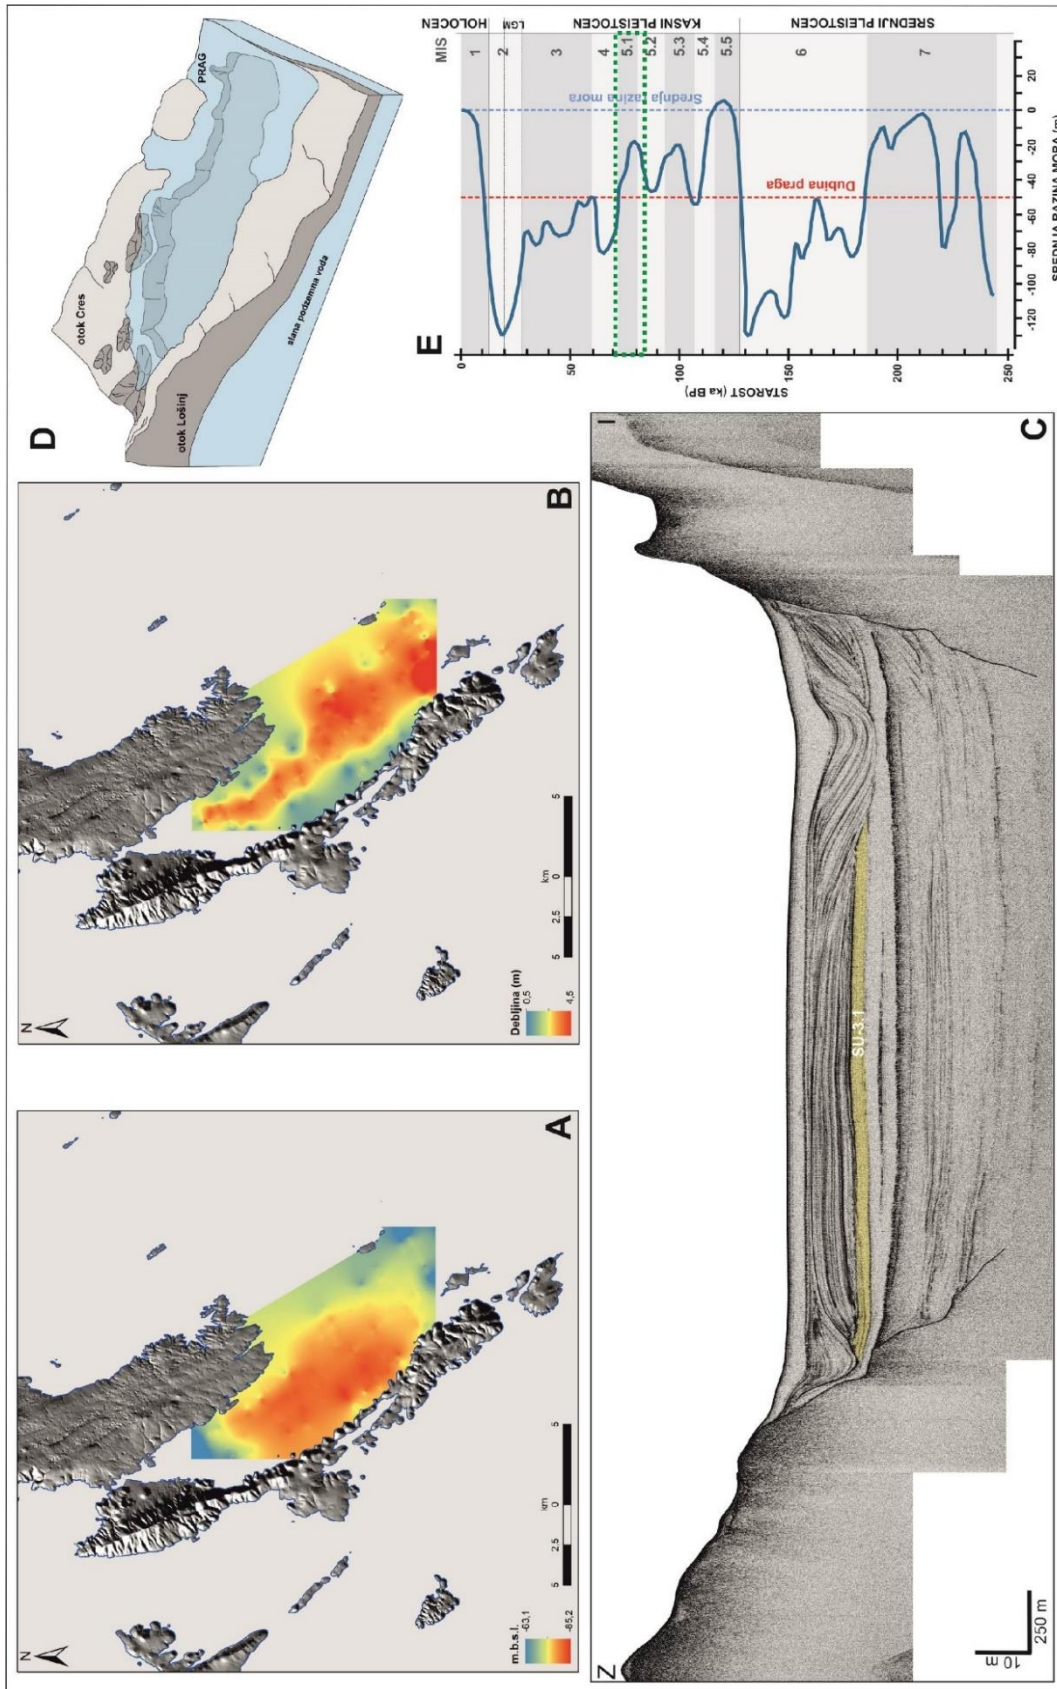 A
N
m.b.s.l.
-63,1
-85,2
5 2.5 0 5
km
B
N
Debljina (m)
0,5
4,5
5 2.5 0 5
km
D
otok Cres
PRAG
otok Lošinj
slana podzemna voda
C
Z
I
SU-3.1
10 m
250 m
E
MIS
HOLOCEN
LGM
KASNI PLEISTOCEN
SREDNJI PLEISTOCEN
1 2 3 4 5.1 5.2 5.3 5.4 5.5 6 7
Srednja razina mora
Dubina praga
20
0
-20
-40
-60
-80
-100
-120
SREDNJA RAZINA MORA (m)
0 50 100 150 200 250
STAROST (ka BP)